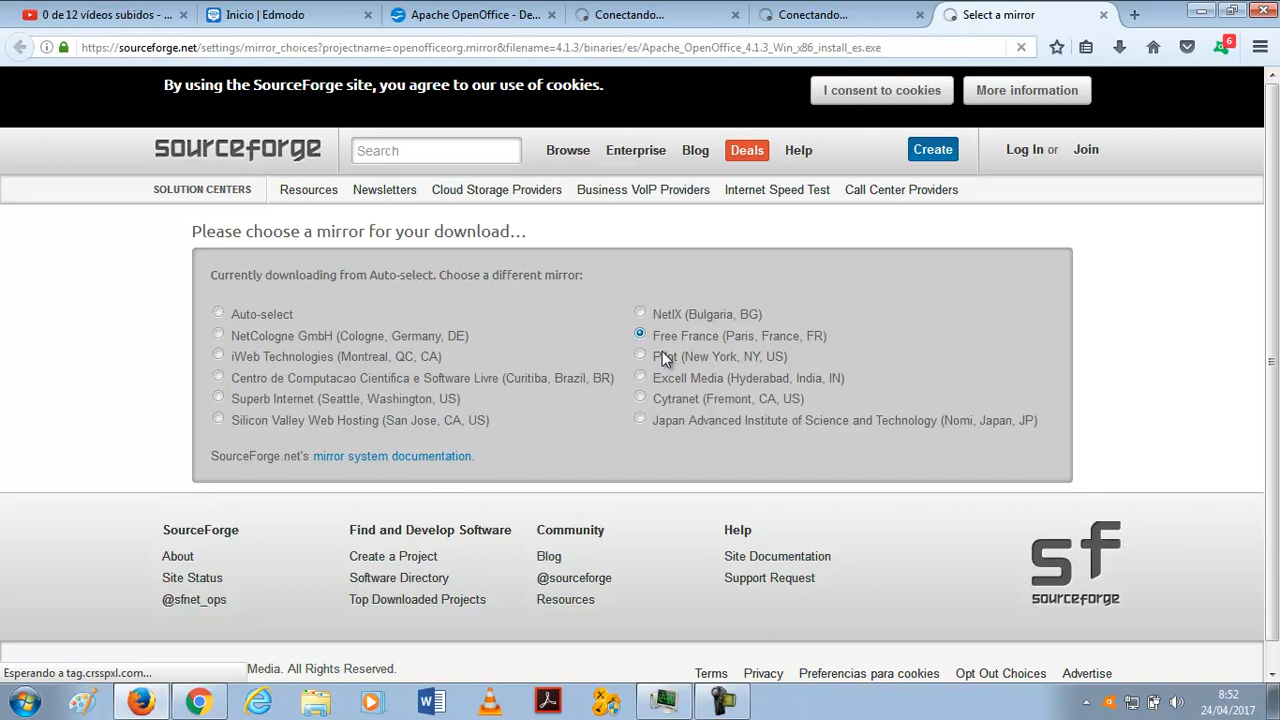 0 de 12 vídeos subidos - ...
Inicio | Edmodo
Apache OpenOffice - De...
Conectando...
Conectando...
Select a mirror
https://sourceforge.net/settings/mirror_choices?projectname=openofficeorg.mirror&filename=4.1.3/binaries/es/Apache_OpenOffice_4.1.3_Win_x86_install_es.exe
6
By using the SourceForge site, you agree to our use of cookies.
I consent to cookies
More information
sourceforge
Search
Browse
Enterprise
Blog
Deals
Help
Create
Log In or Join
SOLUTION CENTERS
Resources
Newsletters
Cloud Storage Providers
Business VoIP Providers
Internet Speed Test
Call Center Providers
Please choose a mirror for your download...
Currently downloading from Auto-select. Choose a different mirror:
Auto-select
NetCologne GmbH (Cologne, Germany, DE)
iWeb Technologies (Montreal, QC, CA)
Centro de Computacao Cientifica e Software Livre (Curitiba, Brazil, BR)
Superb Internet (Seattle, Washington, US)
Silicon Valley Web Hosting (San Jose, CA, US)
NetIX (Bulgaria, BG)
Free France (Paris, France, FR)
(New York, NY, US)
Excell Media (Hyderabad, India, IN)
Cytranet (Fremont, CA, US)
Japan Advanced Institute of Science and Technology (Nomi, Japan, JP)
SourceForge.net's mirror system documentation.
SourceForge
About
Site Status
@sfnet_ops
Find and Develop Software
Create a Project
Software Directory
Top Downloaded Projects
Community
Blog
@sourceforge
Resources
Help
Site Documentation
Support Request
sf
sourceforge
Esperando a tag.crsspxl.com...
Media. All Rights Reserved.
Terms
Privacy
Preferencias para cookies
Opt Out Choices
Advertise
8:52
24/04/2017